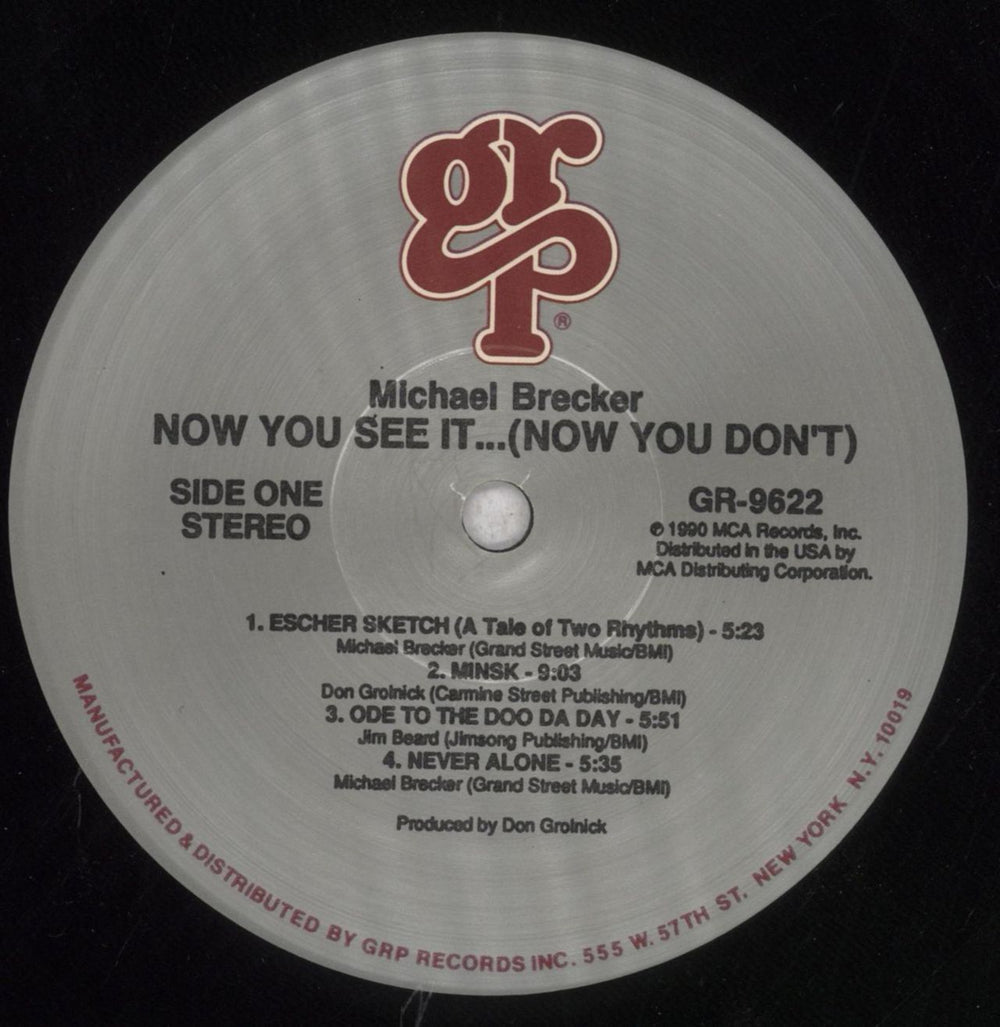 grp®
Michael Brecker
NOW YOU SEE IT...(NOW YOU DON'T)
SIDE ONE
STEREO
GR-9622
℗ 1990 MCA Records, Inc.
Distributed in the USA by
MCA Distributing Corporation.
1. ESCHER SKETCH (A Tale of Two Rhythms) - 5:23
Michael Brecker (Grand Street Music/BMI)
2. MINSK - 9:03
Don Grolnick (Carmine Street Publishing/BMI)
3. ODE TO THE DOO DA DAY - 5:51
Jim Beard (Jimsong Publishing/BMI)
4. NEVER ALONE - 5:35
Michael Brecker (Grand Street Music/BMI)
Produced by Don Grolnick
MANUFACTURED & DISTRIBUTED BY GRP RECORDS INC. 555 W. 57TH ST. NEW YORK N.Y. 10019